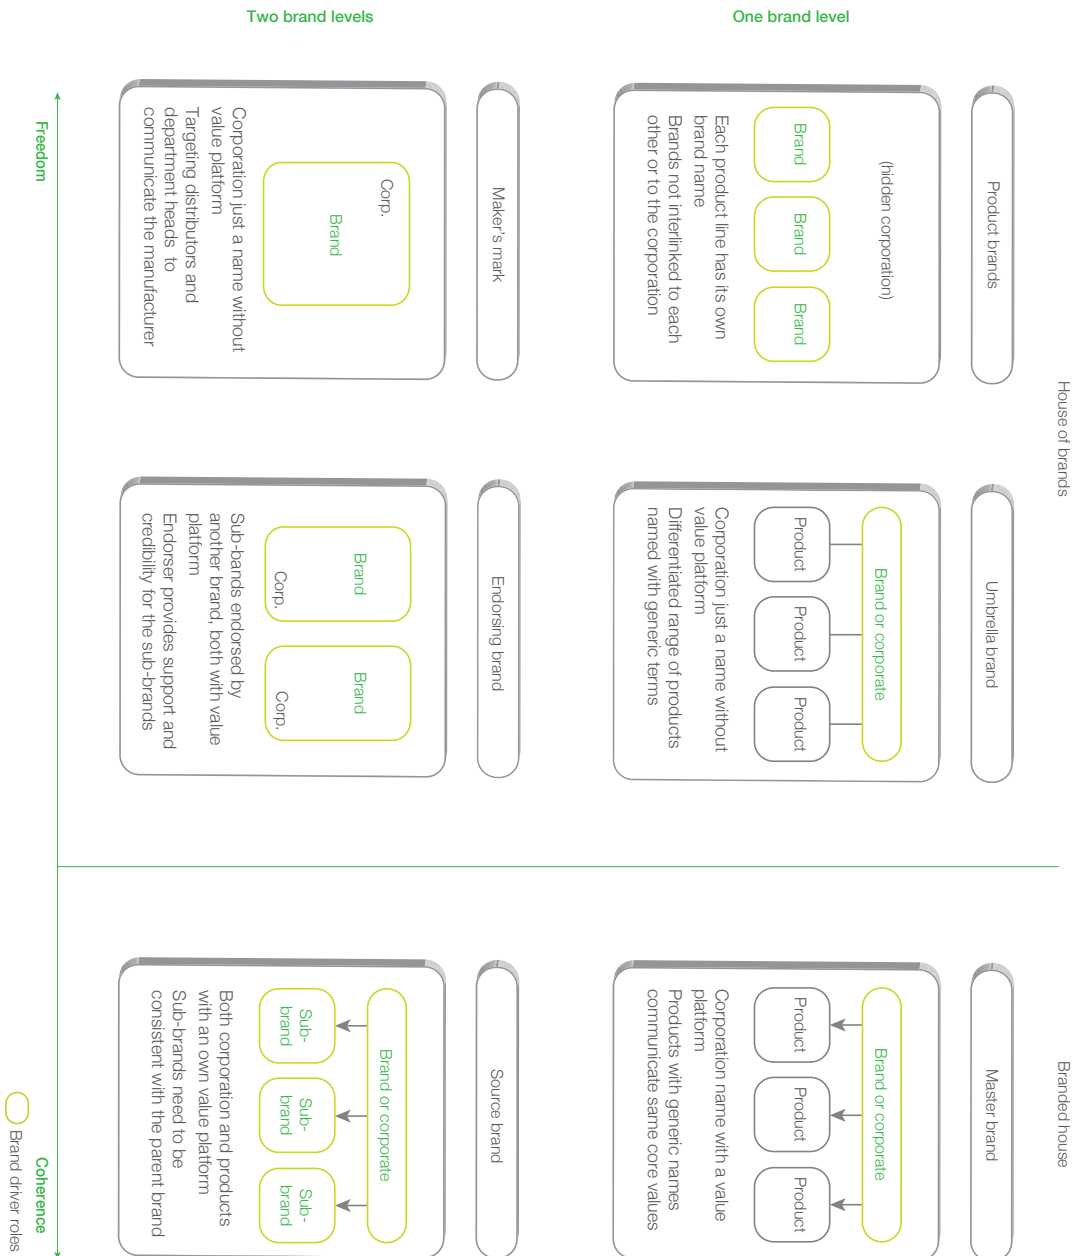 House of brands
Branded house
One brand level
Product brands
(hidden corporation)
Brand
Brand
Brand
Each product line has its own
brand name
Brands not interlinked to each
other or to the corporation
Umbrella brand
Brand or corporate
Product
Product
Product
Corporation just a name without
value platform
Differentiated range of products
named with generic terms
Master brand
Brand or corporate
Product
Product
Product
Corporation name with a value
platform
Products with generic names
communicate same core values
Two brand levels
Maker's mark
Corp.
Brand
Corporation just a name without
value platform
Targeting distributors and
department heads to
communicate the manufacturer
Endorsing brand
Brand
Corp.
Brand
Corp.
Sub-bands endorsed by
another brand, both with value
platform
Endorser provides support and
credibility for the sub-brands
Source brand
Brand or corporate
Sub-
brand
Sub-
brand
Sub-
brand
Both corporation and products
with an own value platform
Sub-brands need to be
consistent with the parent brand
Freedom
Coherence
Brand driver roles